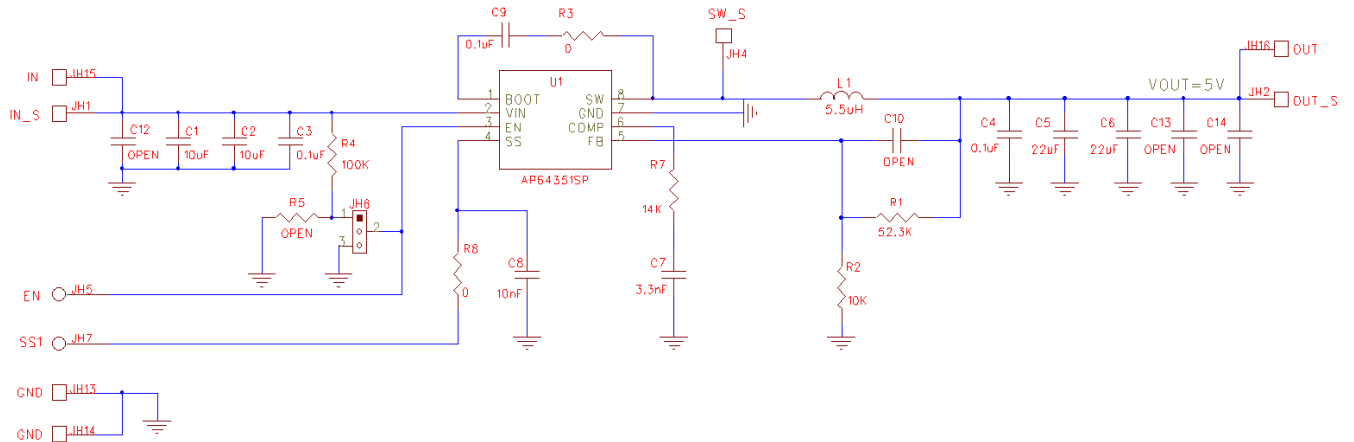 C9
0.1uF
R3
0
SW_S
JH4
IN
JH15
IN_S
JH1
C12
OPEN
C1
10uF
C2
10uF
C3
0.1uF
R4
100K
U1
1 BOOT
2 VIN
3 EN
4 SS
SW 8
GND 7
COMP 6
FB 5
AP64351SP
L1
5.5uH
VOUT=5V
JH16
OUT
JH2
OUT_S
C10
OPEN
R1
52.3K
R2
10K
C4
0.1uF
C5
22uF
C6
22uF
C13
OPEN
C14
OPEN
R5
OPEN
JH6
1
2
3
R7
14K
C7
3.3nF
R8
0
C8
10nF
EN
JH5
SS1
JH7
GND
JH13
GND
JH14